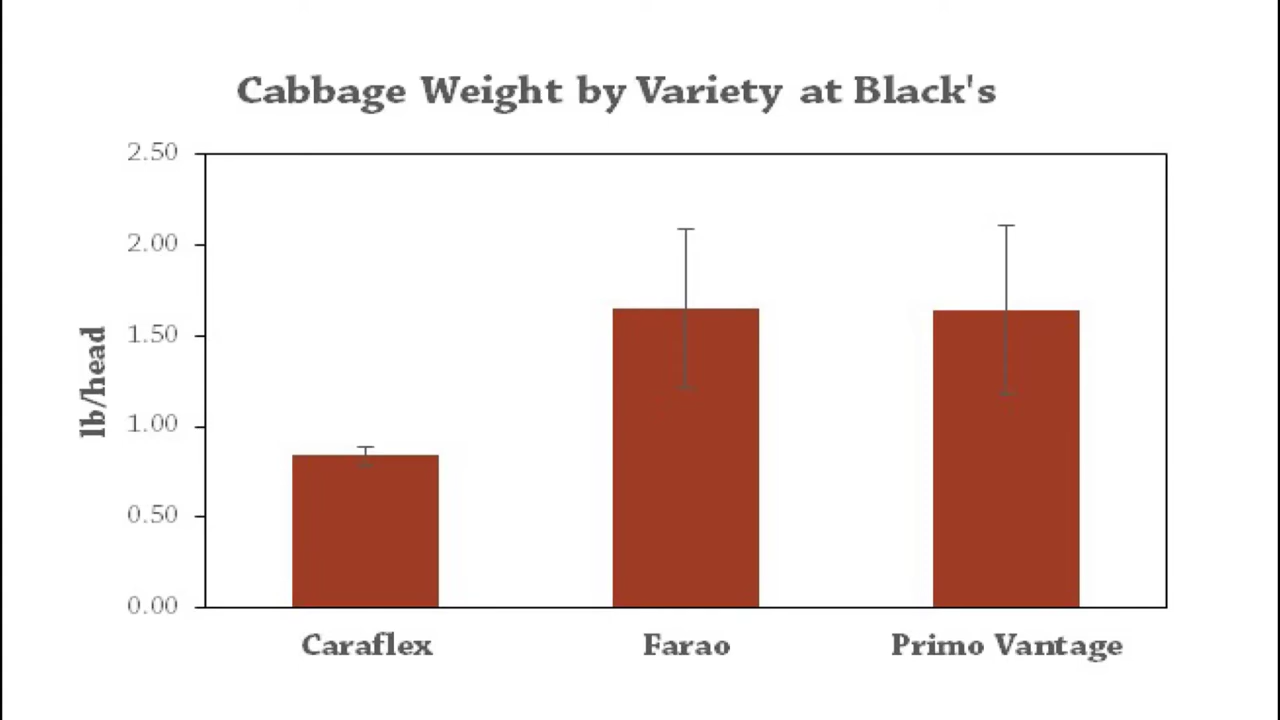 Cabbage Weight by Variety at Black's
2.50
2.00
1.50
1.00
0.50
0.00
lb/head
Caraflex Farao Primo Vantage